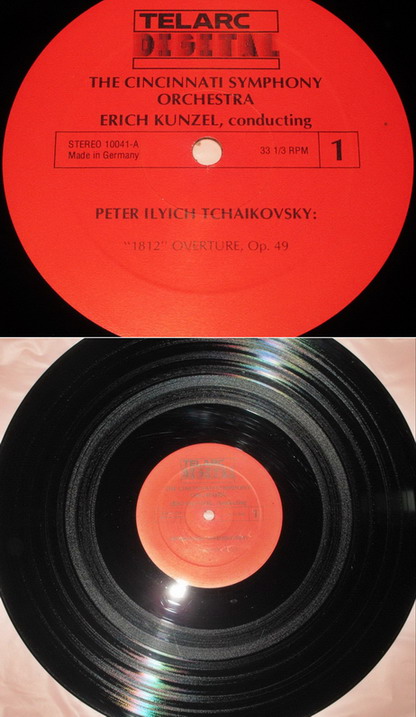 TELARC
DIGITAL
THE CINCINNATI SYMPHONY
ORCHESTRA
ERICH KUNZEL, conducting
STEREO 10041-A
Made in Germany
33 1/3 RPM
1
PETER ILYICH TCHAIKOVSKY:
"1812" OVERTURE, Op. 49
TELARC
DIGITAL